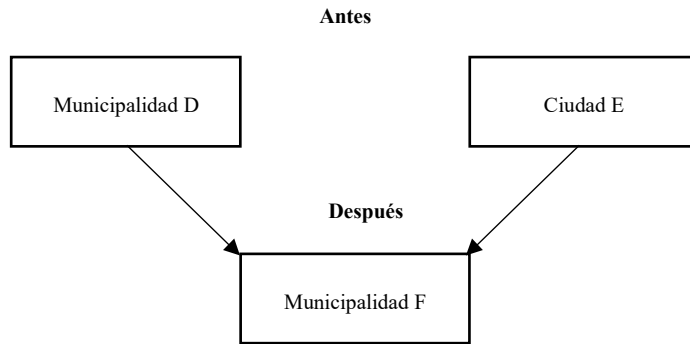 Antes
Municipalidad D
Ciudad E
Después
Municipalidad F